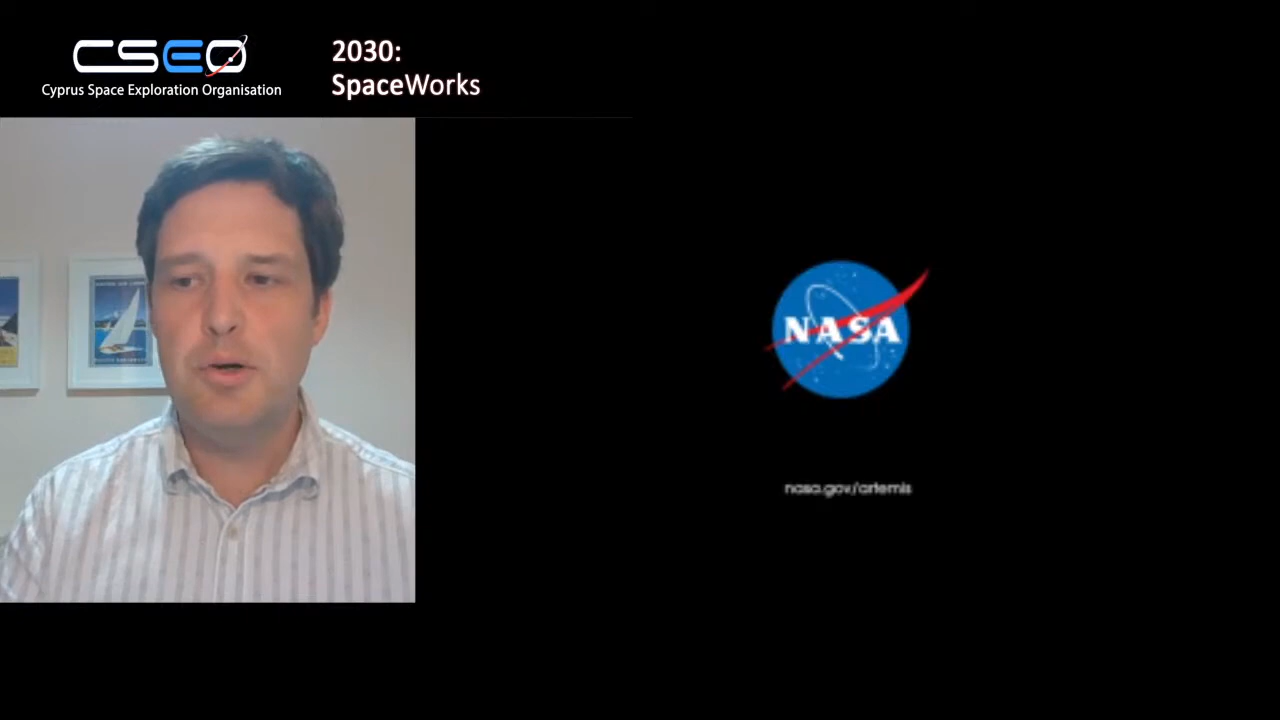 CSEO
Cyprus Space Exploration Organisation
2030:
SpaceWorks
NASA
nasa.gov/artemis